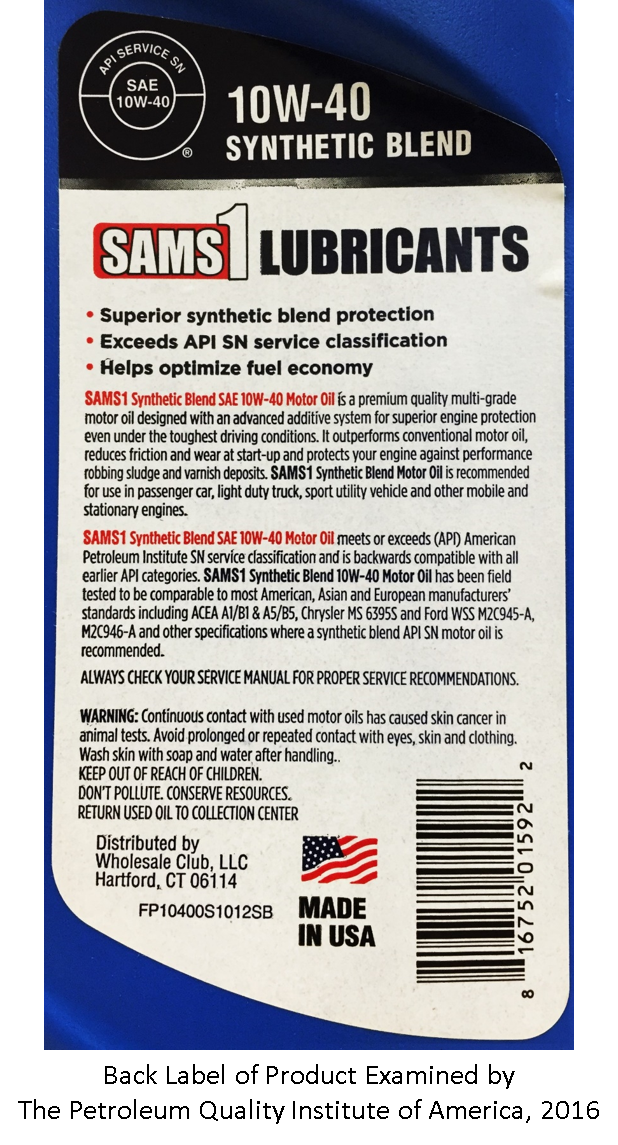 API SERVICE SN
SAE
10W-40
®
10W-40
SYNTHETIC BLEND
SAMS1 LUBRICANTS
• Superior synthetic blend protection
• Exceeds API SN service classification
• Helps optimize fuel economy
SAMS1 Synthetic Blend SAE 10W-40 Motor Oil is a premium quality multi-grade
motor oil designed with an advanced additive system for superior engine protection
even under the toughest driving conditions. It outperforms conventional motor oil,
reduces friction and wear at start-up and protects your engine against performance
robbing sludge and varnish deposits. SAMS1 Synthetic Blend Motor Oil is recommended
for use in passenger car, light duty truck, sport utility vehicle and other mobile and
stationary engines.
SAMS1 Synthetic Blend SAE 10W-40 Motor Oil meets or exceeds (API) American
Petroleum Institute SN service classification and is backwards compatible with all
earlier API categories. SAMS1 Synthetic Blend 10W-40 Motor Oil has been field
tested to be comparable to most American, Asian and European manufacturers'
standards including ACEA A1/B1 & A5/B5, Chrysler MS 6395S and Ford WSS M2C945-A,
M2C946-A and other specifications where a synthetic blend API SN motor oil is
recommended.
ALWAYS CHECK YOUR SERVICE MANUAL FOR PROPER SERVICE RECOMMENDATIONS.
WARNING: Continuous contact with used motor oils has caused skin cancer in
animal tests. Avoid prolonged or repeated contact with eyes, skin and clothing.
Wash skin with soap and water after handling..
KEEP OUT OF REACH OF CHILDREN.
DON'T POLLUTE. CONSERVE RESOURCES.
RETURN USED OIL TO COLLECTION CENTER
Distributed by
Wholesale Club, LLC
Hartford, CT 06114
FP10400S1012SB
MADE
IN USA
8 16752 01592 2
Back Label of Product Examined by
The Petroleum Quality Institute of America, 2016